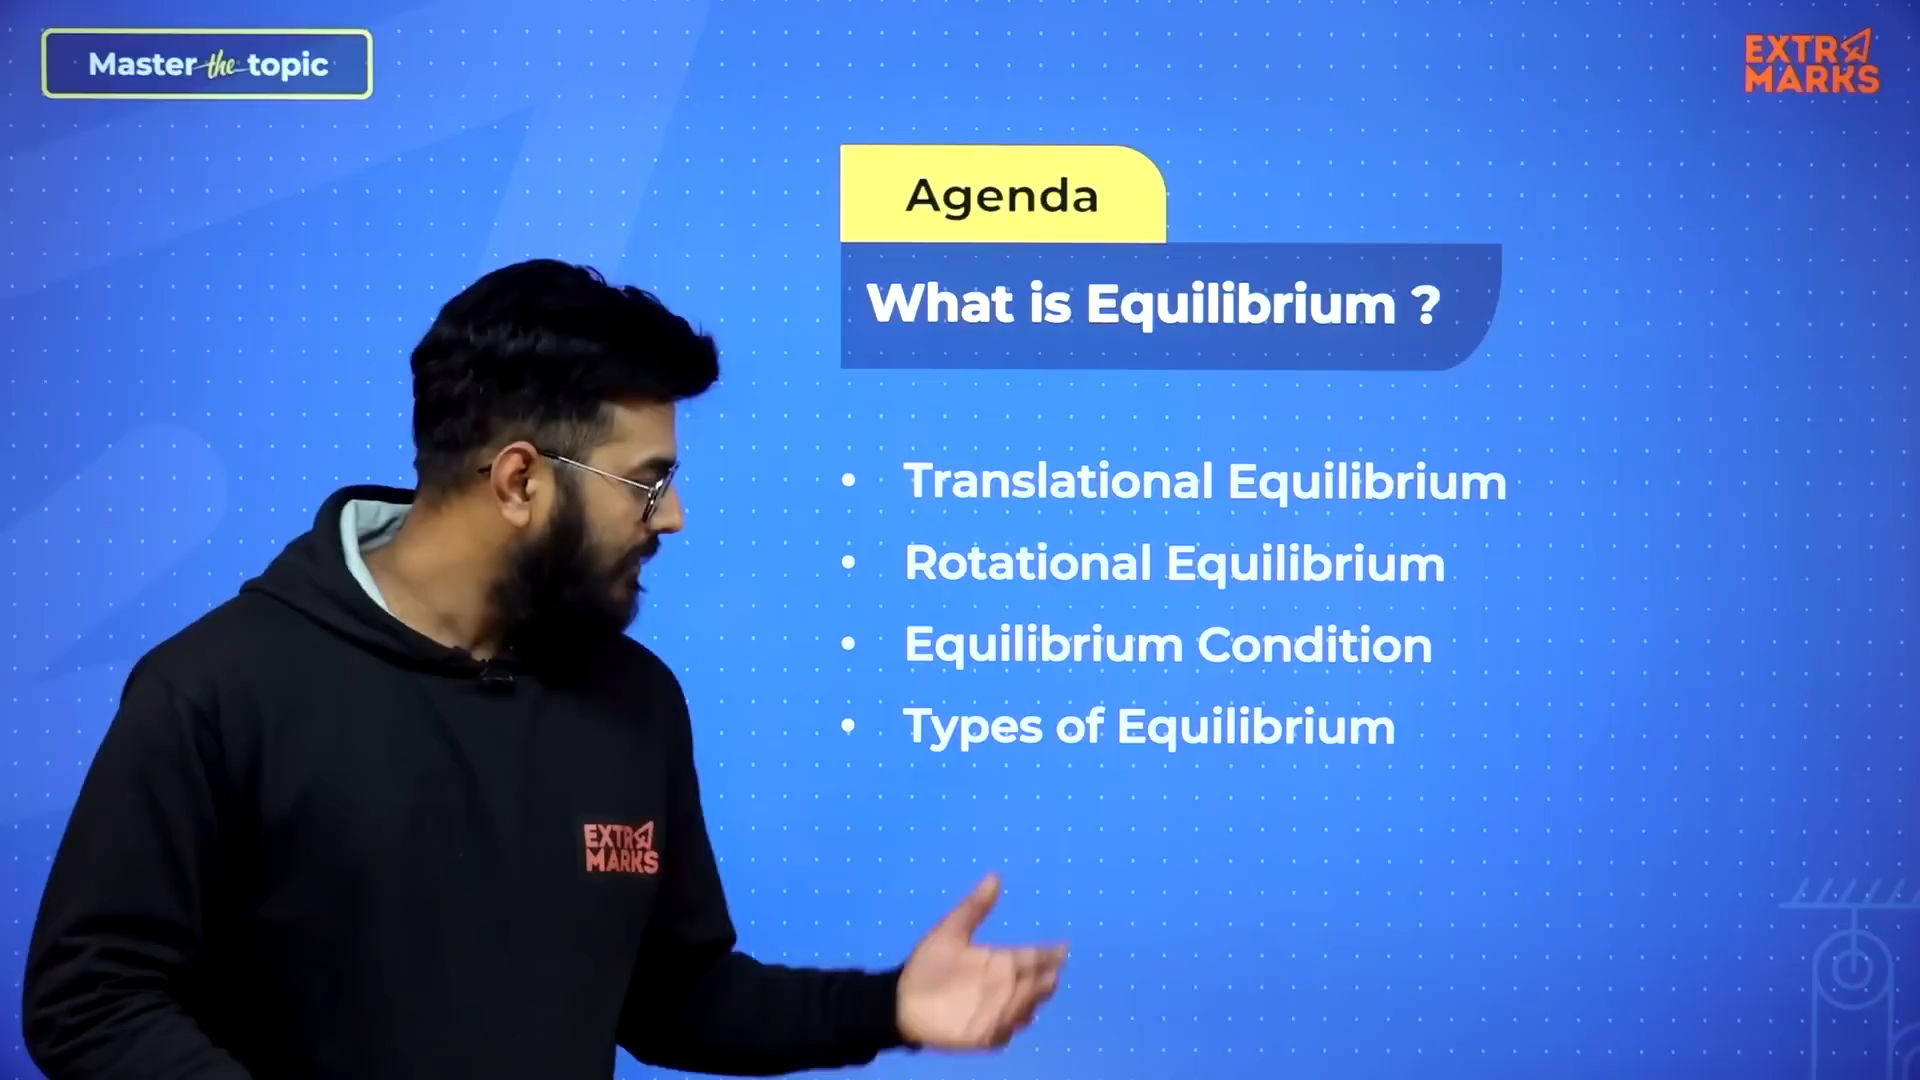 Master the topic
EXTRA
MARKS
Agenda
What is Equilibrium ?
• Translational Equilibrium
• Rotational Equilibrium
• Equilibrium Condition
• Types of Equilibrium
EXTRA
MARKS